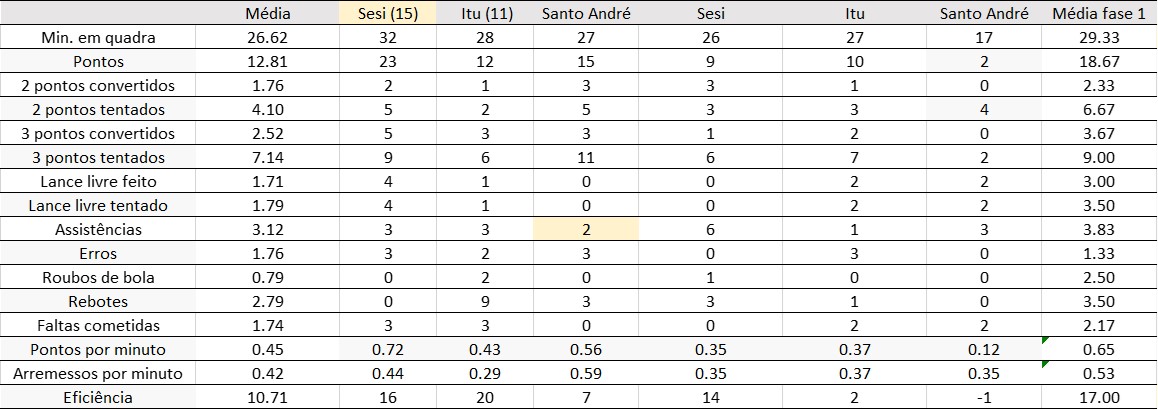 Média Sesi (15) Itu (11) Santo André Sesi Itu Santo André Média fase 1
Min. em quadra 26.62 32 28 27 26 27 17 29.33
Pontos 12.81 23 12 15 9 10 2 18.67
2 pontos convertidos 1.76 2 1 3 3 1 0 2.33
2 pontos tentados 4.10 5 2 5 3 3 4 6.67
3 pontos convertidos 2.52 5 3 3 1 2 0 3.67
3 pontos tentados 7.14 9 6 11 6 7 2 9.00
Lance livre feito 1.71 4 1 0 0 2 2 3.00
Lance livre tentado 1.79 4 1 0 0 2 2 3.50
Assistências 3.12 3 3 2 6 1 3 3.83
Erros 1.76 3 2 3 0 3 0 1.33
Roubos de bola 0.79 0 2 0 1 0 0 2.50
Rebotes 2.79 0 9 3 3 1 0 3.50
Faltas cometidas 1.74 3 3 0 0 2 2 2.17
Pontos por minuto 0.45 0.72 0.43 0.56 0.35 0.37 0.12 0.65
Arremessos por minuto 0.42 0.44 0.29 0.59 0.35 0.37 0.35 0.53
Eficiência 10.71 16 20 7 14 2 -1 17.00